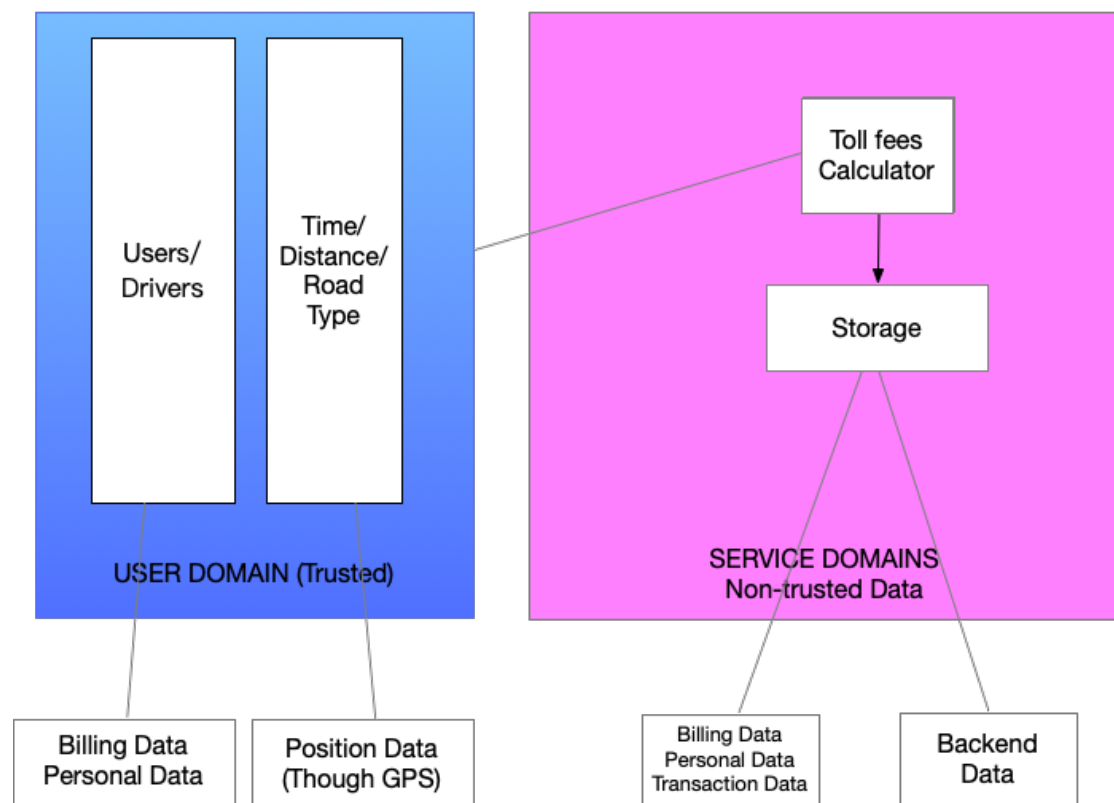 Users/
Drivers
Time/
Distance/
Road
Type
USER DOMAIN (Trusted)
Toll fees
Calculator
Storage
SERVICE DOMAINS
Non-trusted Data
Billing Data
Personal Data
Position Data
(Though GPS)
Billing Data
Personal Data
Transaction Data
Backend
Data